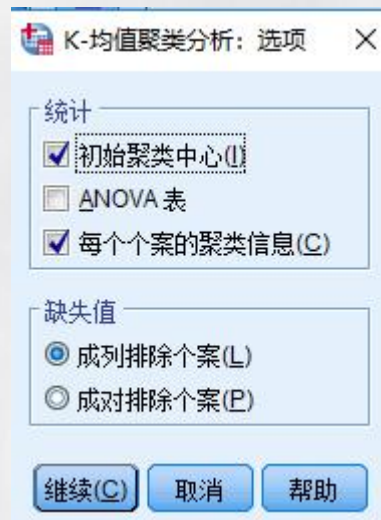 K-均值聚类分析：选项
统计
初始聚类中心(I)
ANOVA 表
每个个案的聚类信息(C)
缺失值
成列排除个案(L)
成对排除个案(P)
继续(C) 取消 帮助